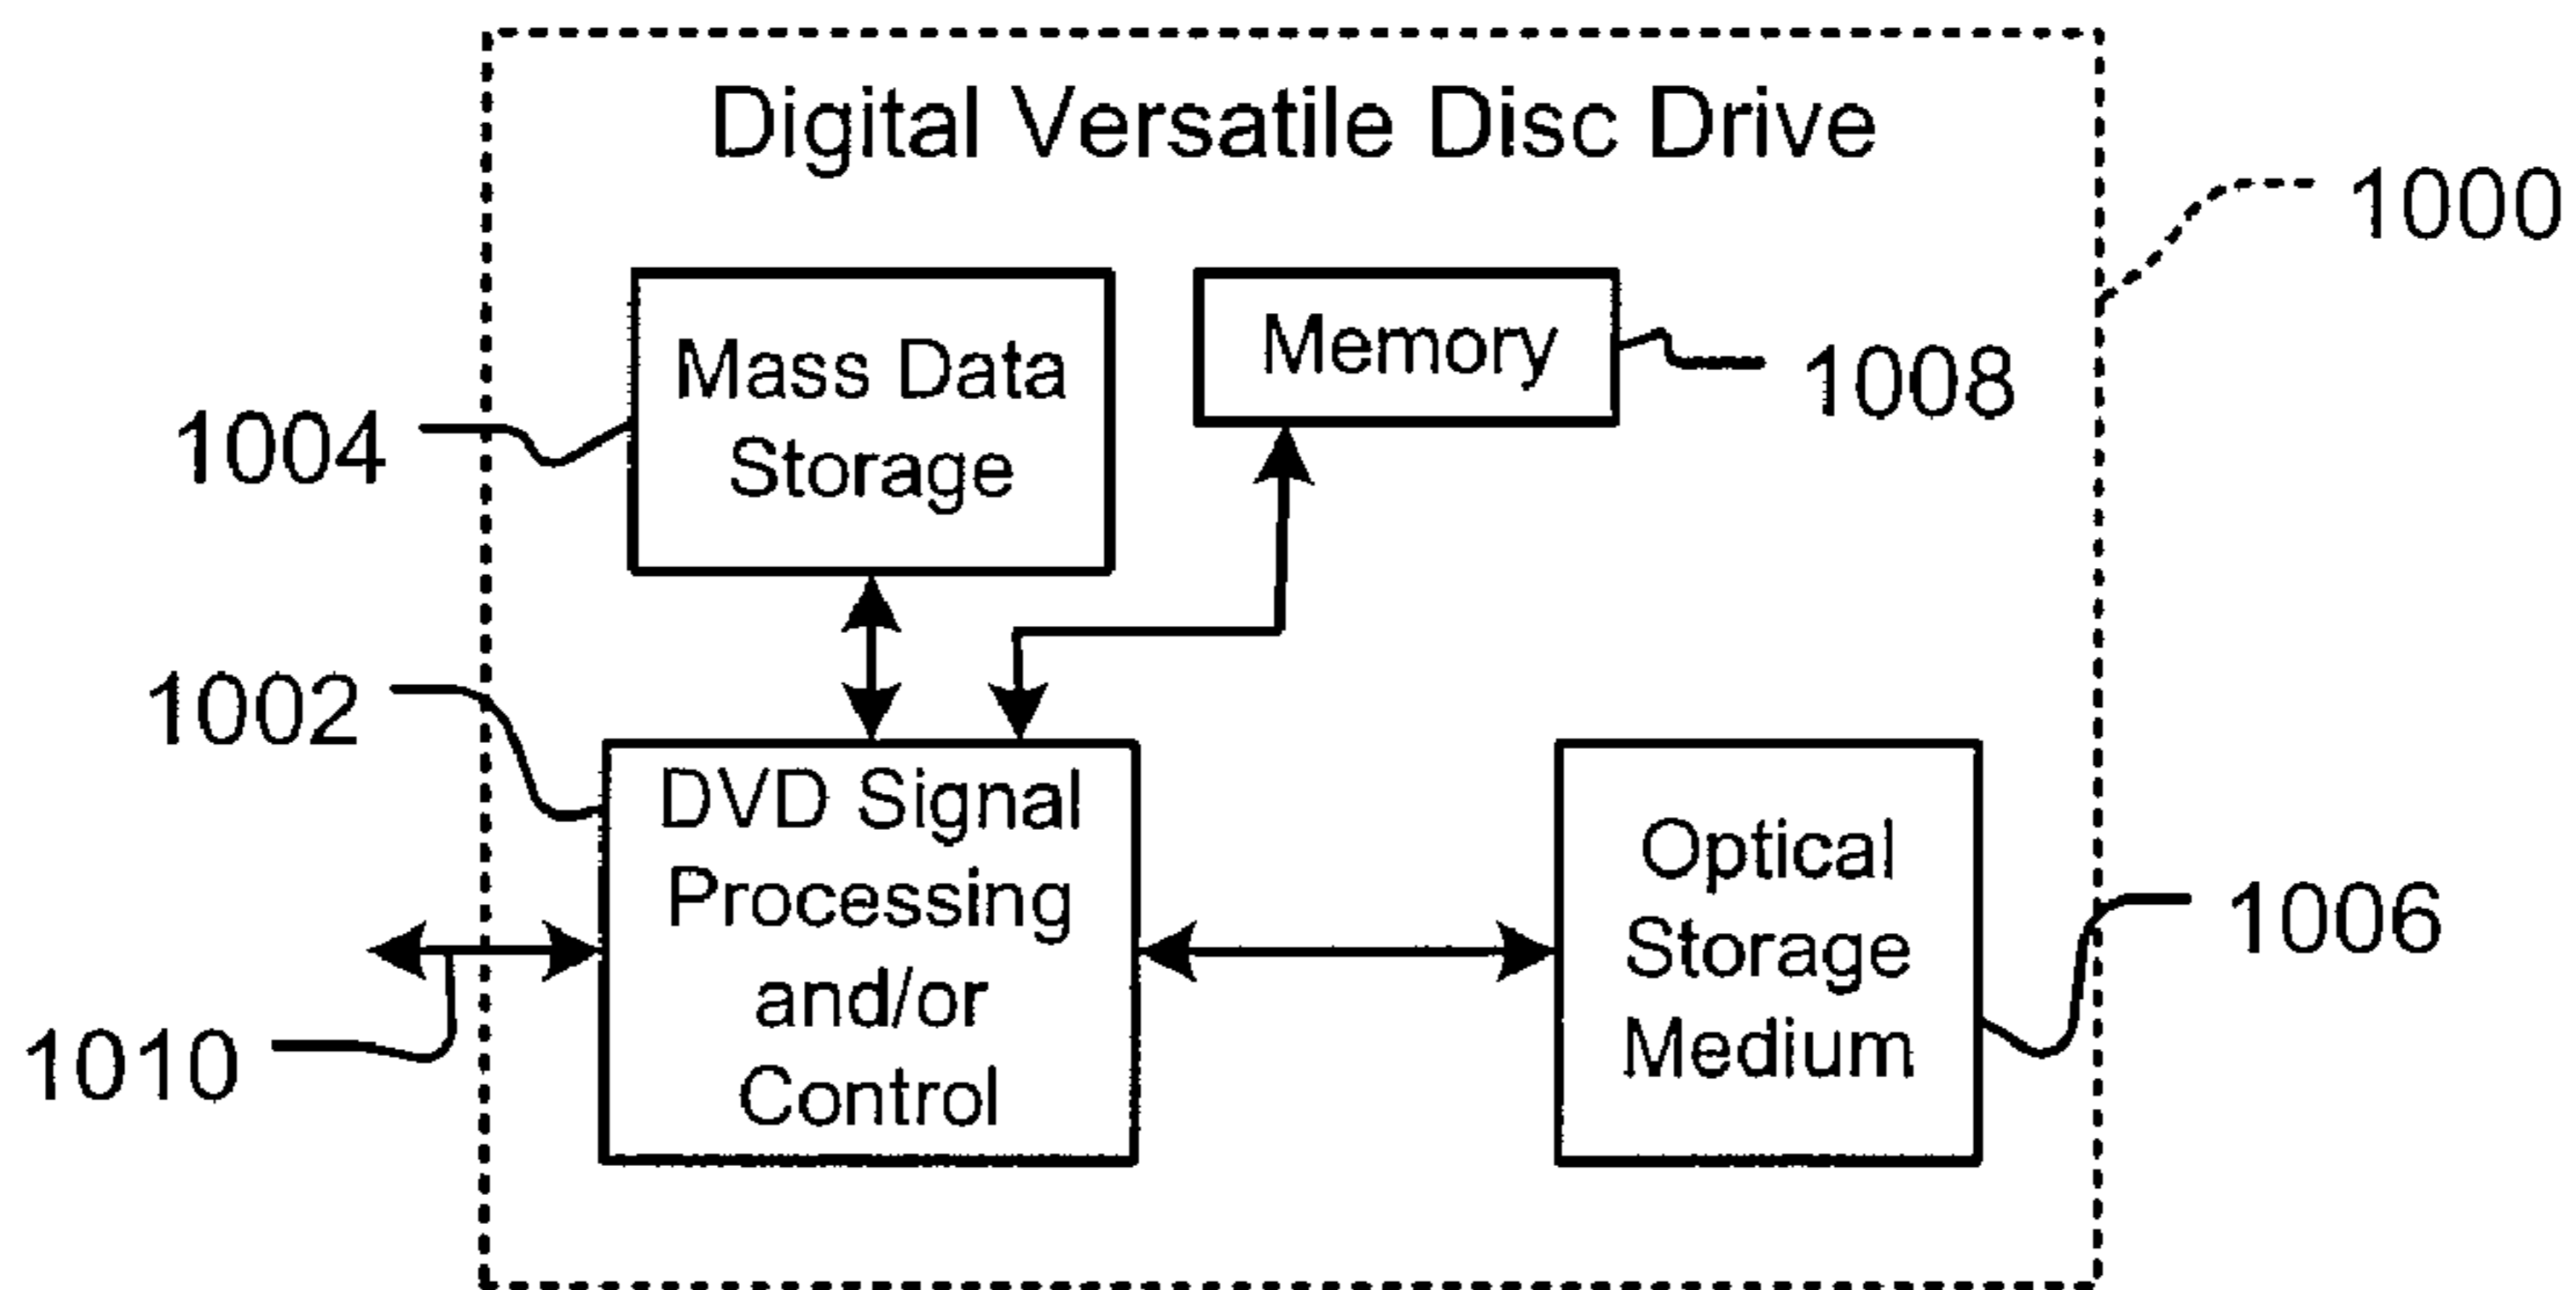 Digital Versatile Disc Drive
1000
Mass Data
Storage
Memory
1008
1004
1002
DVD Signal
Processing
and/or
Control
Optical
Storage
Medium
1006
1010